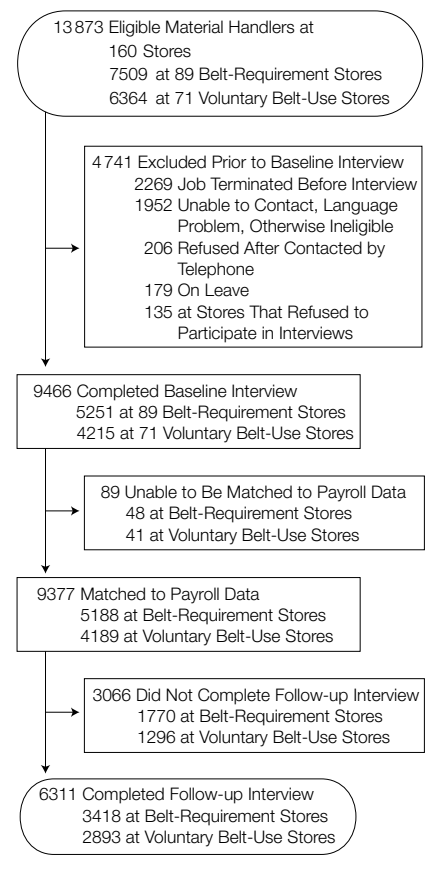 13 873 Eligible Material Handlers at
160 Stores
7509 at 89 Belt-Requirement Stores
6364 at 71 Voluntary Belt-Use Stores
4741 Excluded Prior to Baseline Interview
2269 Job Terminated Before Interview
1952 Unable to Contact, Language
Problem, Otherwise Ineligible
206 Refused After Contacted by
Telephone
179 On Leave
135 at Stores That Refused to
Participate in Interviews
9466 Completed Baseline Interview
5251 at 89 Belt-Requirement Stores
4215 at 71 Voluntary Belt-Use Stores
89 Unable to Be Matched to Payroll Data
48 at Belt-Requirement Stores
41 at Voluntary Belt-Use Stores
9377 Matched to Payroll Data
5188 at Belt-Requirement Stores
4189 at Voluntary Belt-Use Stores
3066 Did Not Complete Follow-up Interview
1770 at Belt-Requirement Stores
1296 at Voluntary Belt-Use Stores
6311 Completed Follow-up Interview
3418 at Belt-Requirement Stores
2893 at Voluntary Belt-Use Stores